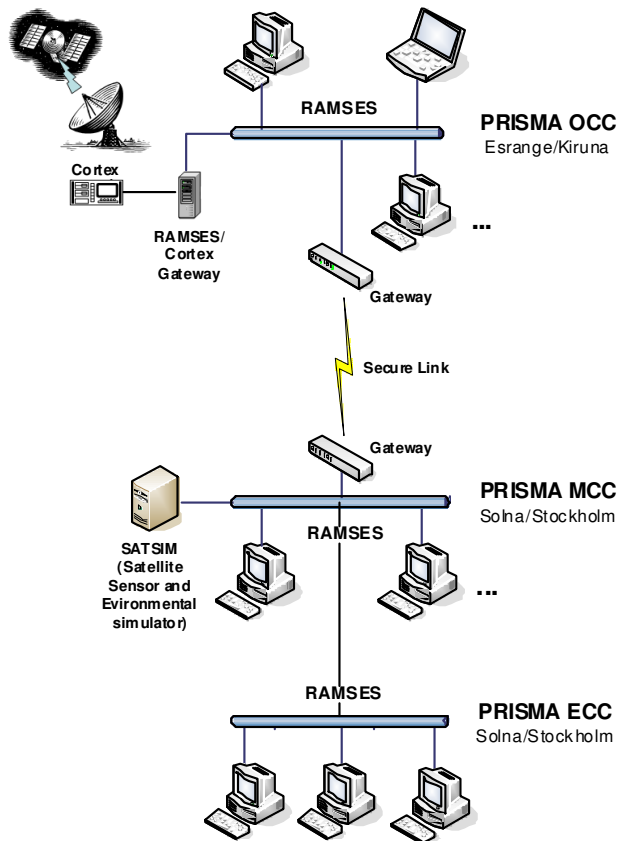 RAMSES
PRISMA OCC
Esrange/Kiruna
Cortex
...
RAMSES/
Cortex
Gateway
Gateway
Secure Link
Gateway
PRISMA MCC
Solna/Stockholm
RAMSES
SATSIM
(Satellite
Sensor and
Evironmental
simulator)
...
RAMSES
PRISMA ECC
Solna/Stockholm